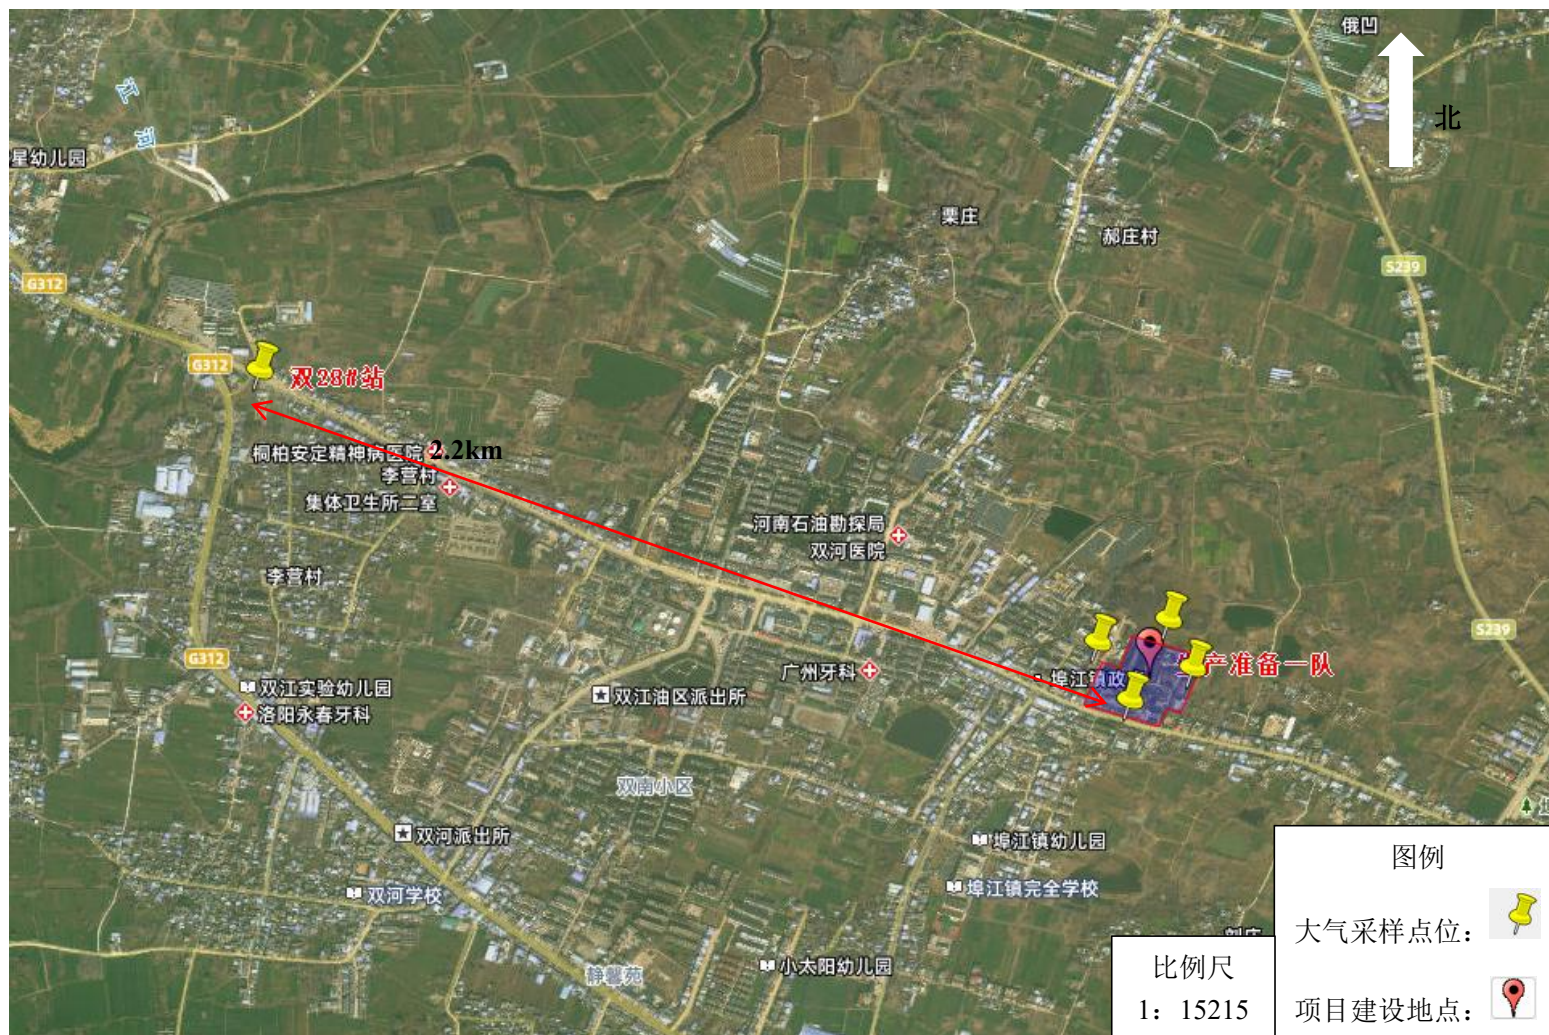 俄凹
北
江
河
星幼儿园
栗庄
郝庄村
S239
G312
G312
双28#站
2.2km
桐柏安定精神病医院
李营村
集体卫生所二室
河南石油勘探局
双河医院
李营村
S239
G312
广州牙科
埠江镇政
产准备一队
双江实验幼儿园
洛阳永春牙科
双江油区派出所
双南小区
双河派出所
埠江镇幼儿园
双河学校
埠江镇完全学校
静馨苑
小太阳幼儿园
图例
大气采样点位：
项目建设地点：
比例尺
1：15215